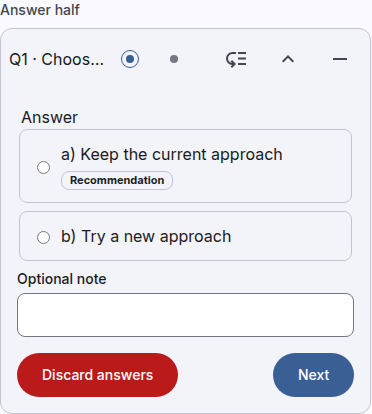 Answer half
Q1 · Choos...
Answer
a) Keep the current approach
Recommendation
b) Try a new approach
Optional note
Discard answers
Next